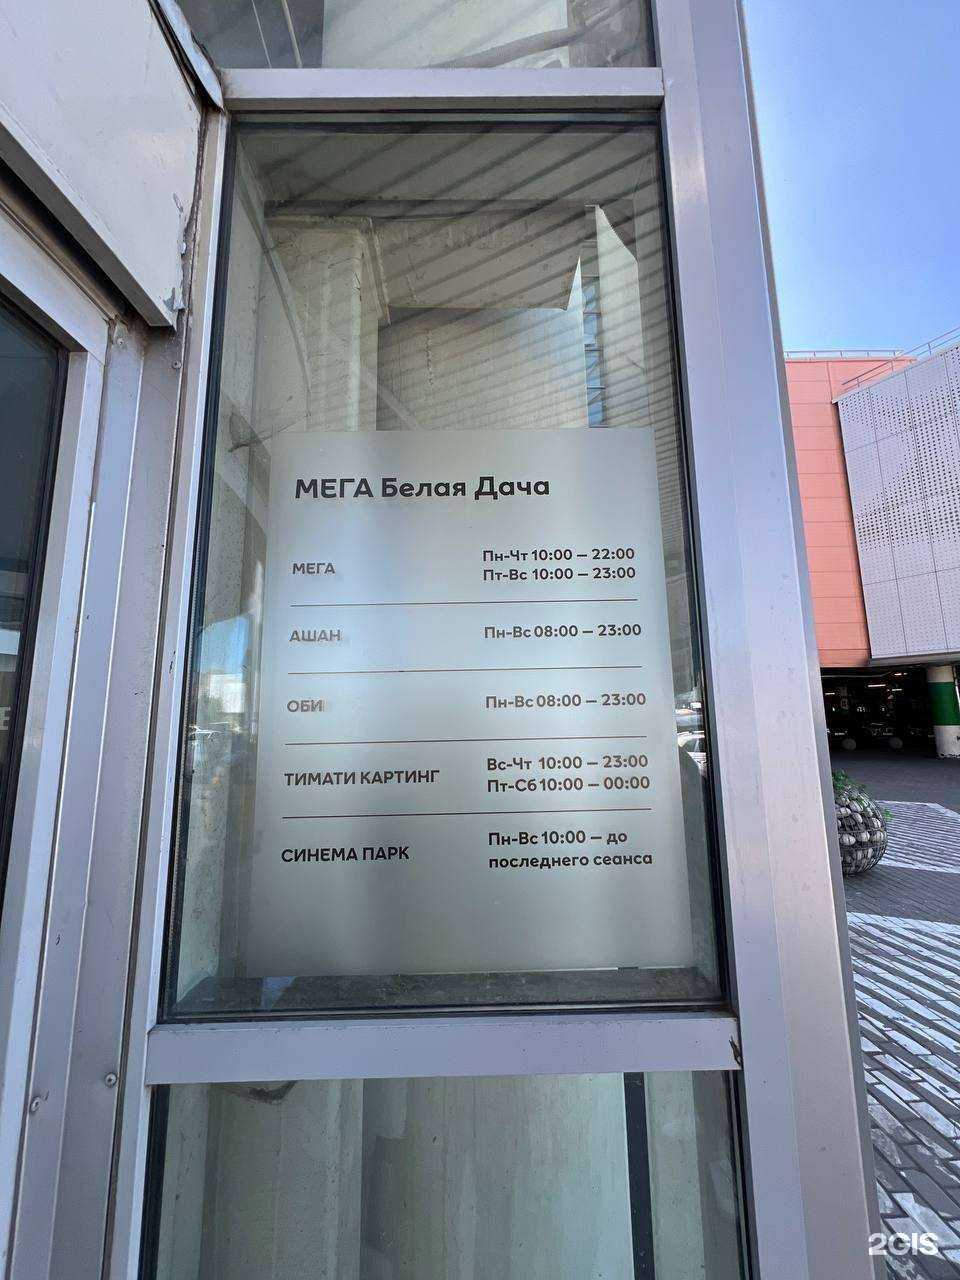 МЕГА Белая Дача
МЕГА
Пн-Чт 10:00 — 22:00
Пт-Вс 10:00 — 23:00
АШАН
Пн-Вс 08:00 — 23:00
ОБИ
Пн-Вс 08:00 — 23:00
ТИМАТИ КАРТИНГ
Вс-Чт 10:00 — 23:00
Пт-Сб 10:00 — 00:00
СИНЕМА ПАРК
Пн-Вс 10:00 — до
последнего сеанса
2GIS